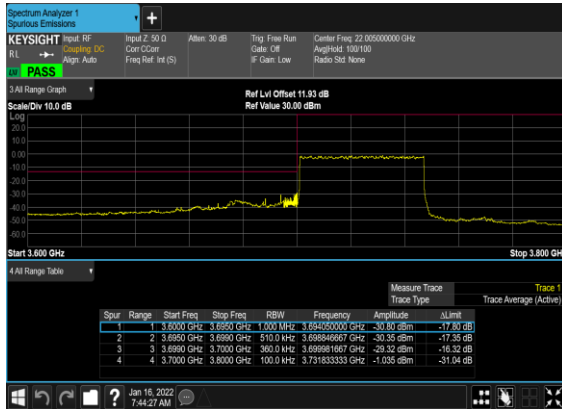 Spectrum Analyzer 1
Spurious Emissions
KEYSIGHT Input: RF Input Z: 50 Ω Atten: 30 dB Trig: Free Run Center Freq: 22.005000000 GHz
RL Coupling: DC Corr CCorr Gate: Off Avg|Hold: 100/100
Align: Auto Freq Ref: Int (S) IF Gain: Low Radio Std: None
PASS
3 All Range Graph Ref Lvl Offset 11.93 dB
Scale/Div 10.0 dB Ref Value 30.00 dBm
Log
20.0
10.0
0.00
-10.0
-20.0
-30.0
-40.0
-50.0
-60.0
Start 3.600 GHz Stop 3.800 GH
4 All Range Table
Measure Trace Trace 1
Trace Type Trace Average (Active)
Spur Range Start Freq Stop Freq RBW Frequency Amplitude ΔLimit
1 1 3.6000 GHz 3.6950 GHz 1.000 MHz 3.694050000 GHz -30.80 dBm -17.80 dB
2 2 3.6950 GHz 3.6990 GHz 510.0 kHz 3.698846667 GHz -30.35 dBm -17.35 dB
3 3 3.6990 GHz 3.7000 GHz 360.0 kHz 3.699981667 GHz -29.32 dBm -16.32 dB
4 4 3.7000 GHz 3.8000 GHz 100.0 kHz 3.731833333 GHz -1.035 dBm -31.04 dB
? Jan 16, 2022
7:44:27 AM